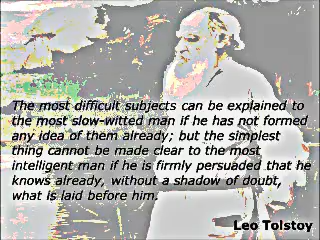 The most difficult subjects can be explained to
the most slow-witted man if he has not formed
any idea of them already; but the simplest
thing cannot be made clear to the most
intelligent man if he is firmly persuaded that he
knows already, without a shadow of doubt,
what is laid before him.
Leo Tolstoy